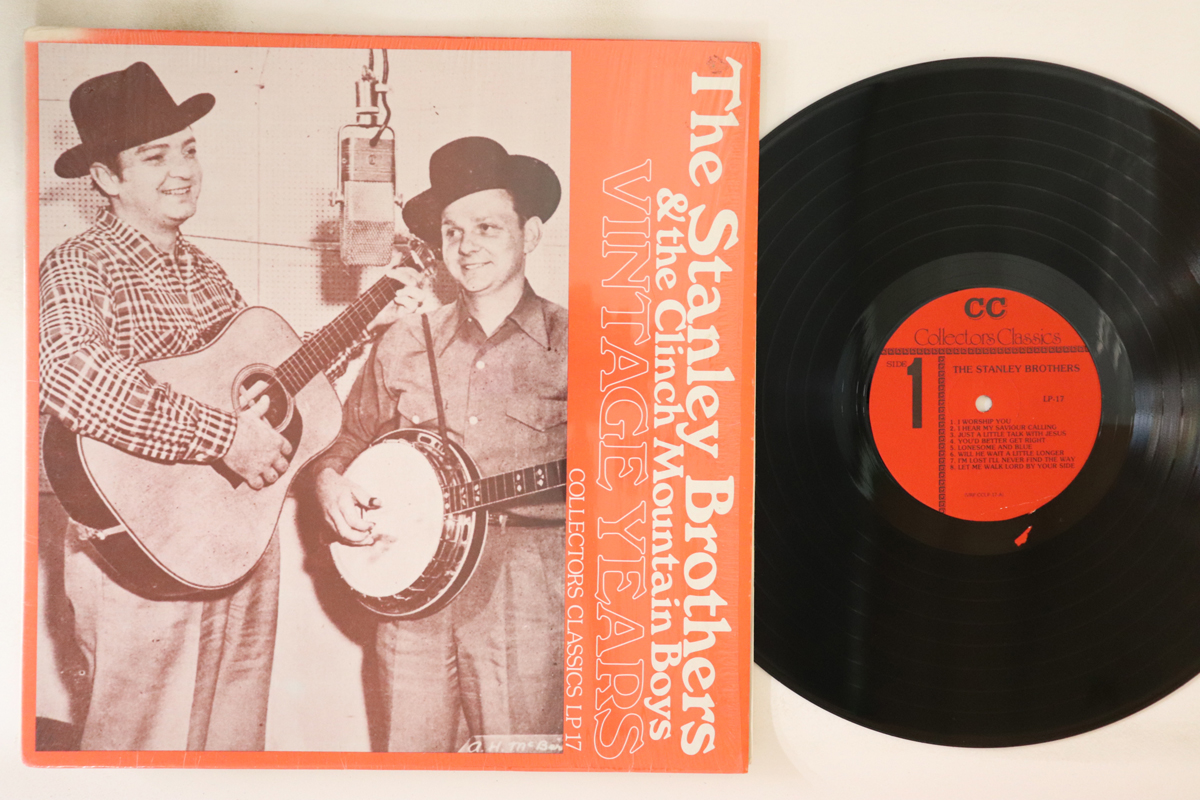 The Stanley Brothers
& the Clinch Mountain Boys
VINTAGE YEARS
COLLECTORS CLASSICS LP 17
CC
Collectors Classics
SIDE
1
THE STANLEY BROTHERS
LP-17
1. I WORSHIP YOU
2. I HEAR MY SAVIOUR CALLING
3. JUST A LITTLE TALK WITH JESUS
4. YOU'D BETTER GET RIGHT
5. LONESOME AND BLUE
6. WILL HE WAIT A LITTLE LONGER
7. I'M LOST I'LL NEVER FIND THE WAY
8. LET ME WALK LORD BY YOUR SIDE